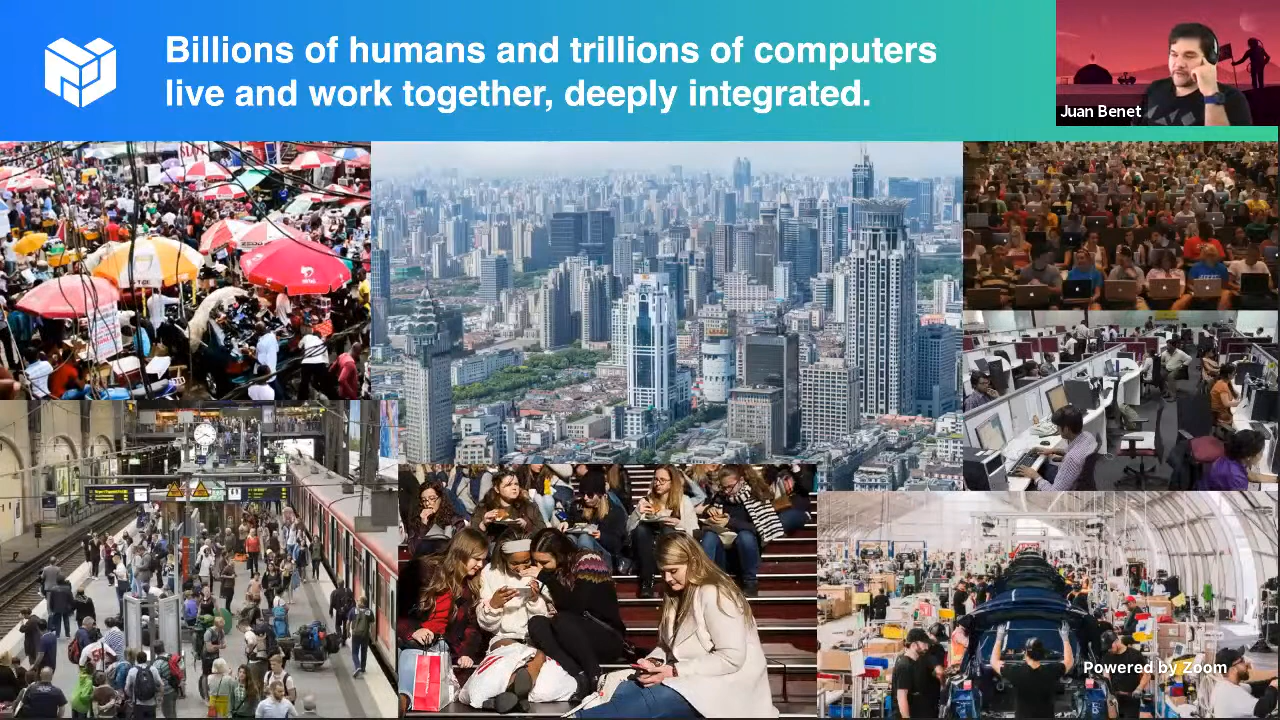 Billions of humans and trillions of computers
live and work together, deeply integrated.
Juan Benet
Powered by Zoom